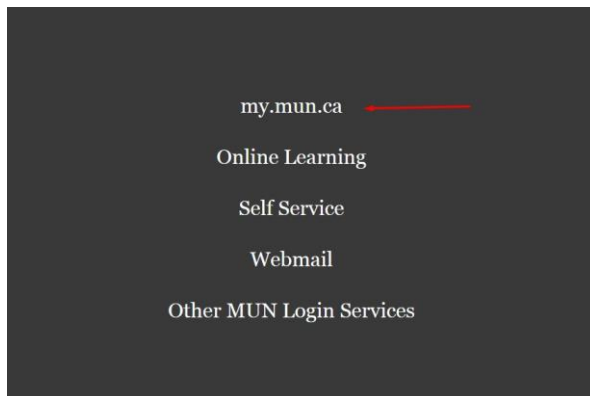 my.mun.ca
Online Learning
Self Service
Webmail
Other MUN Login Services